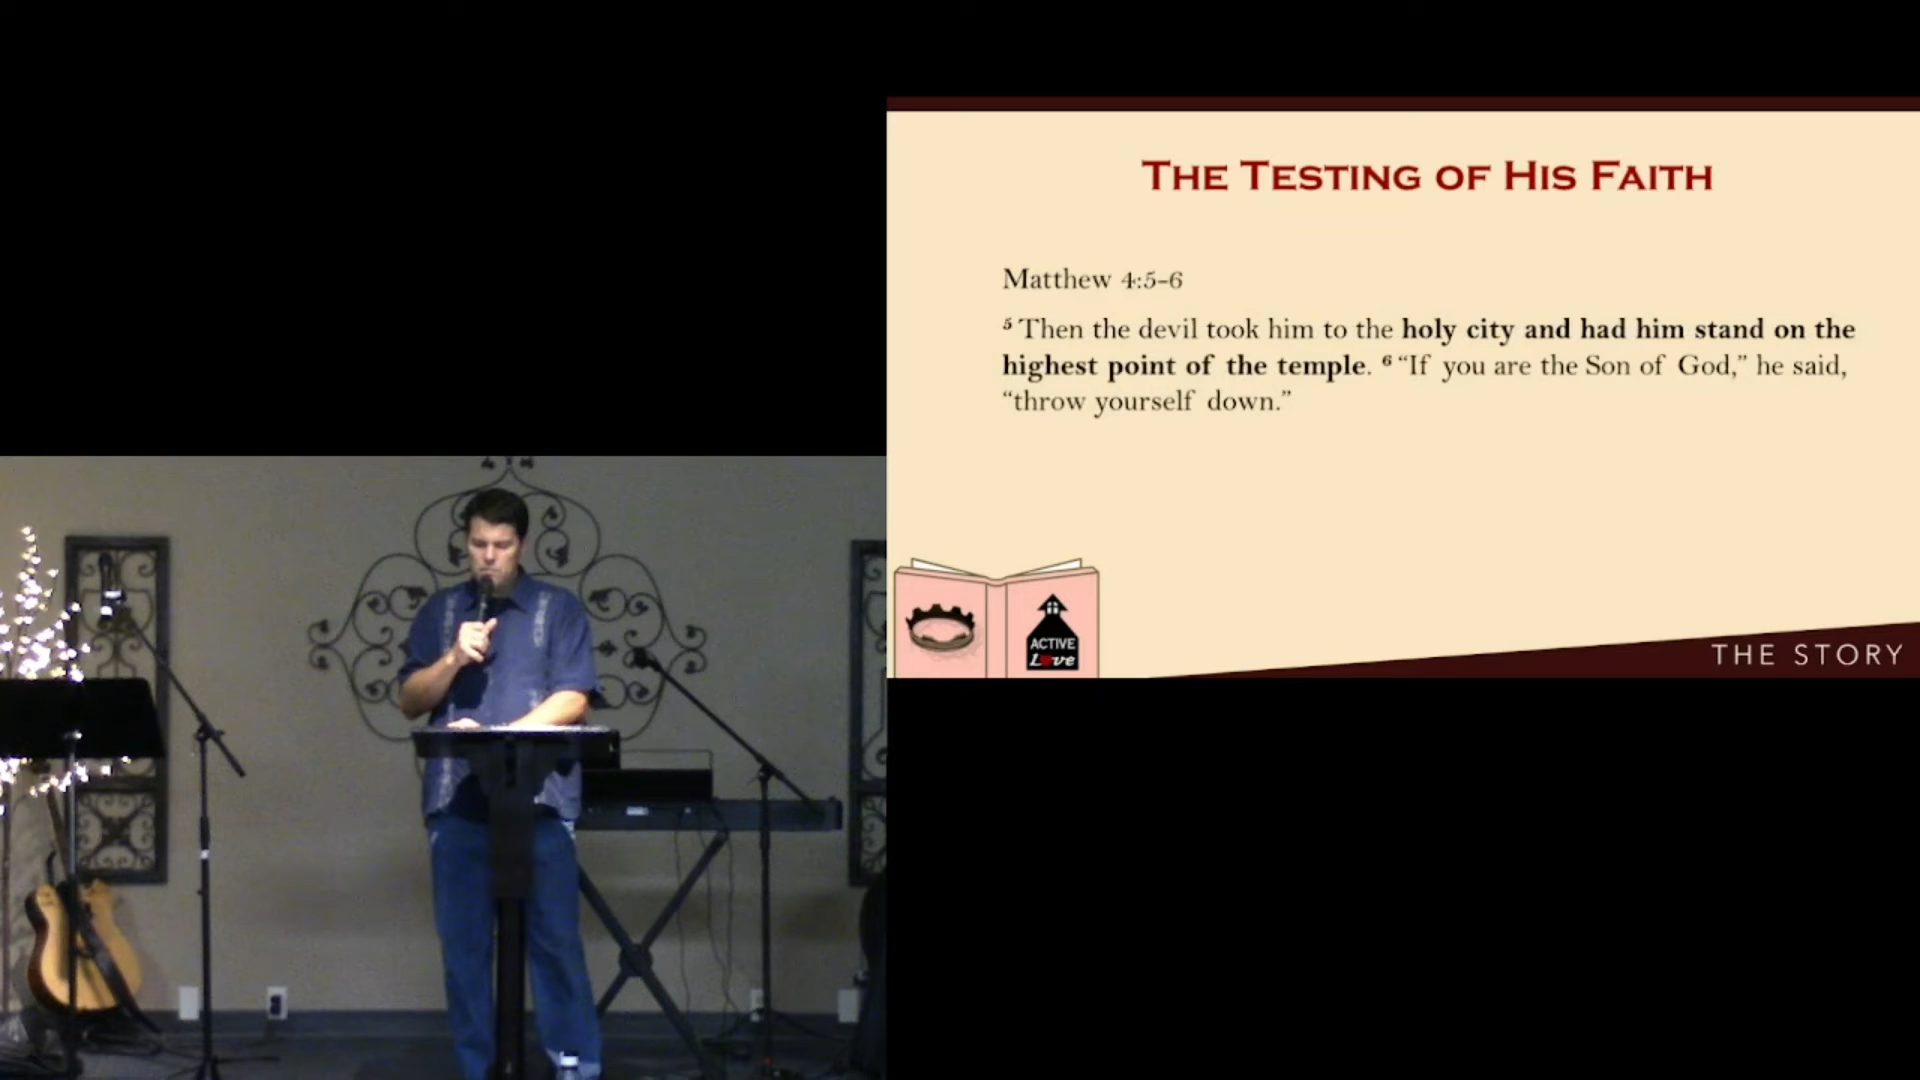 THE TESTING OF HIS FAITH
Matthew 4:5-6
5 Then the devil took him to the holy city and had him stand on the
highest point of the temple. 6 “If you are the Son of God,” he said,
“throw yourself down.”
ACTIVE
Love
THE STORY